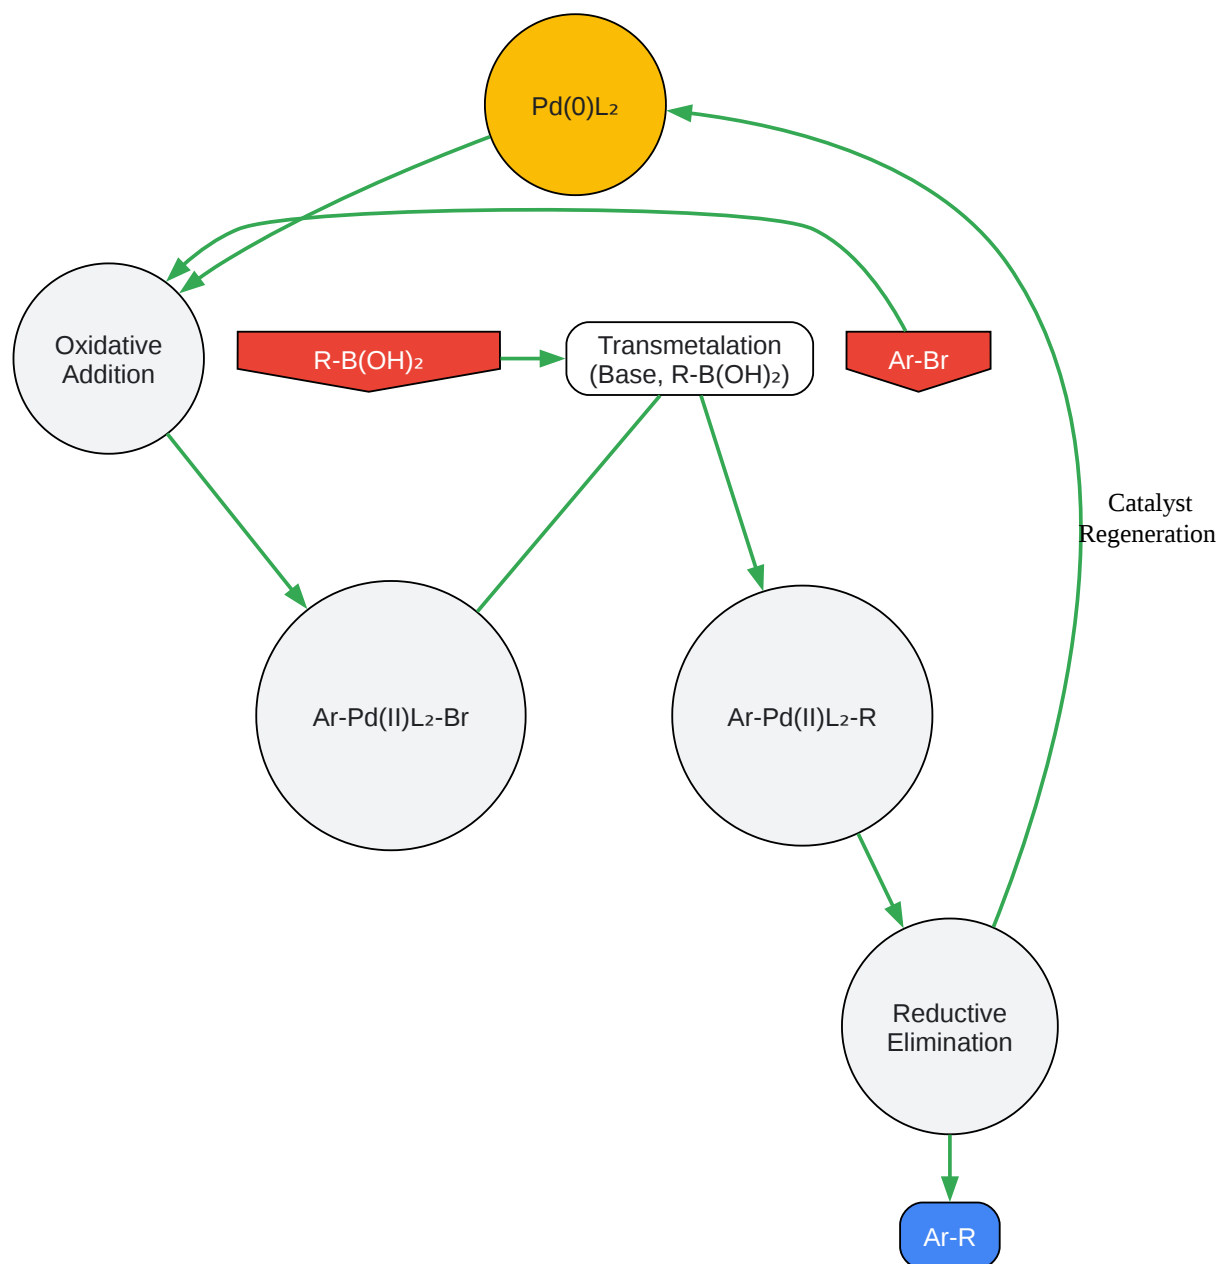 Pd(0)L₂
Oxidative
Addition
R-B(OH)₂
Transmetalation
(Base, R-B(OH)₂)
Ar-Br
Catalyst
Regeneration
Ar-Pd(II)L₂-Br
Ar-Pd(II)L₂-R
Reductive
Elimination
Ar-R